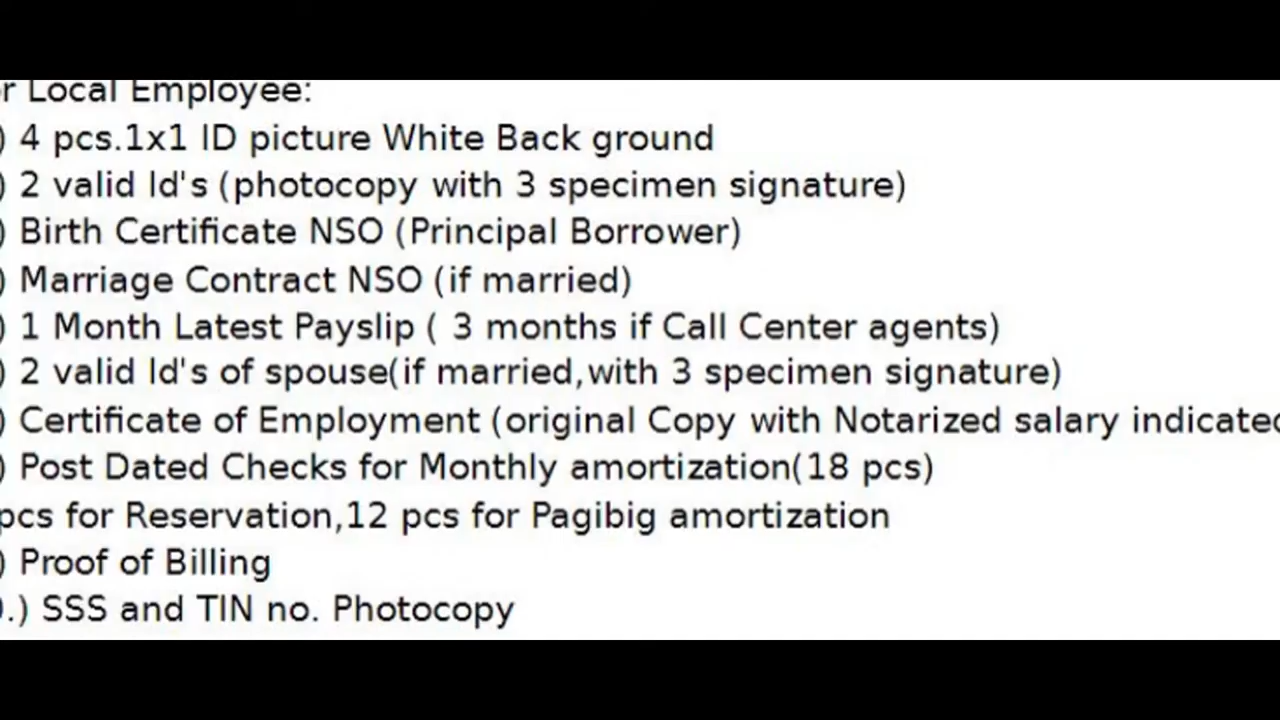 r Local Employee:
) 4 pcs.1x1 ID picture White Back ground
) 2 valid Id's (photocopy with 3 specimen signature)
) Birth Certificate NSO (Principal Borrower)
) Marriage Contract NSO (if married)
) 1 Month Latest Payslip ( 3 months if Call Center agents)
) 2 valid Id's of spouse(if married,with 3 specimen signature)
) Certificate of Employment (original Copy with Notarized salary indicated
) Post Dated Checks for Monthly amortization(18 pcs)
pcs for Reservation,12 pcs for Pagibig amortization
) Proof of Billing
.) SSS and TIN no. Photocopy